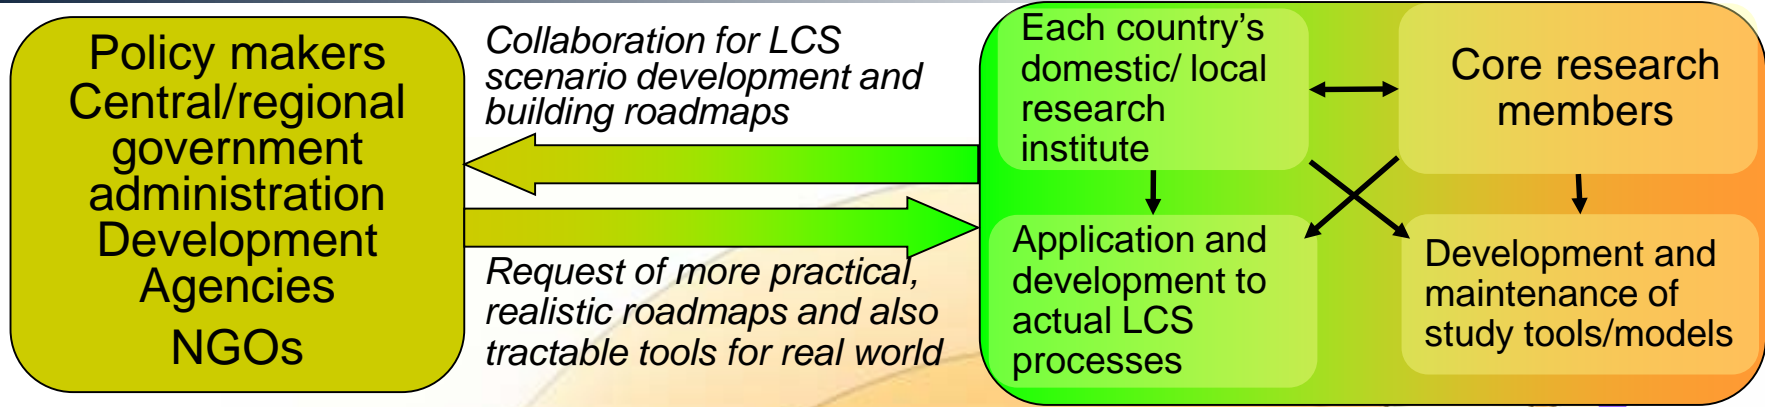 Policy makers
Central/regional
government
administration
Development
Agencies
NGOs
Collaboration for LCS
scenario development and
building roadmaps
Request of more practical,
realistic roadmaps and also
tractable tools for real world
Each country’s
domestic/ local
research
institute
Core research
members
Application and
development to
actual LCS
processes
Development and
maintenance of
study tools/models